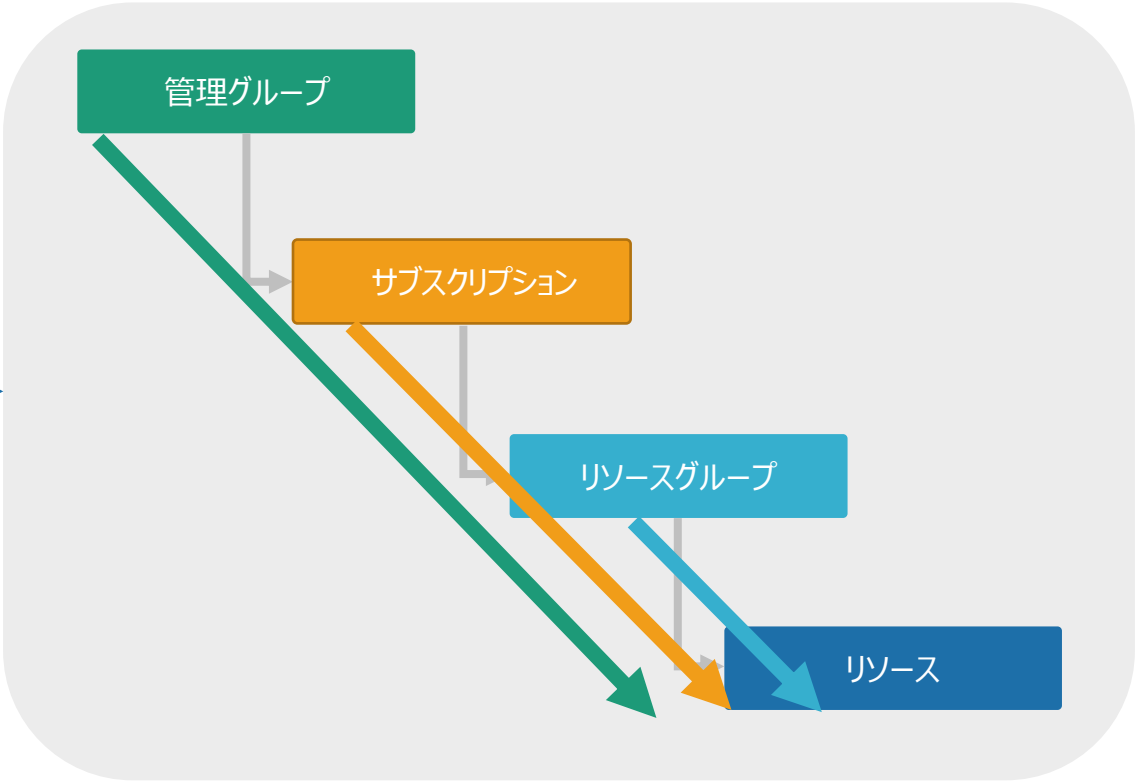 管理グループ
サブスクリプション
リソースグループ
リソース